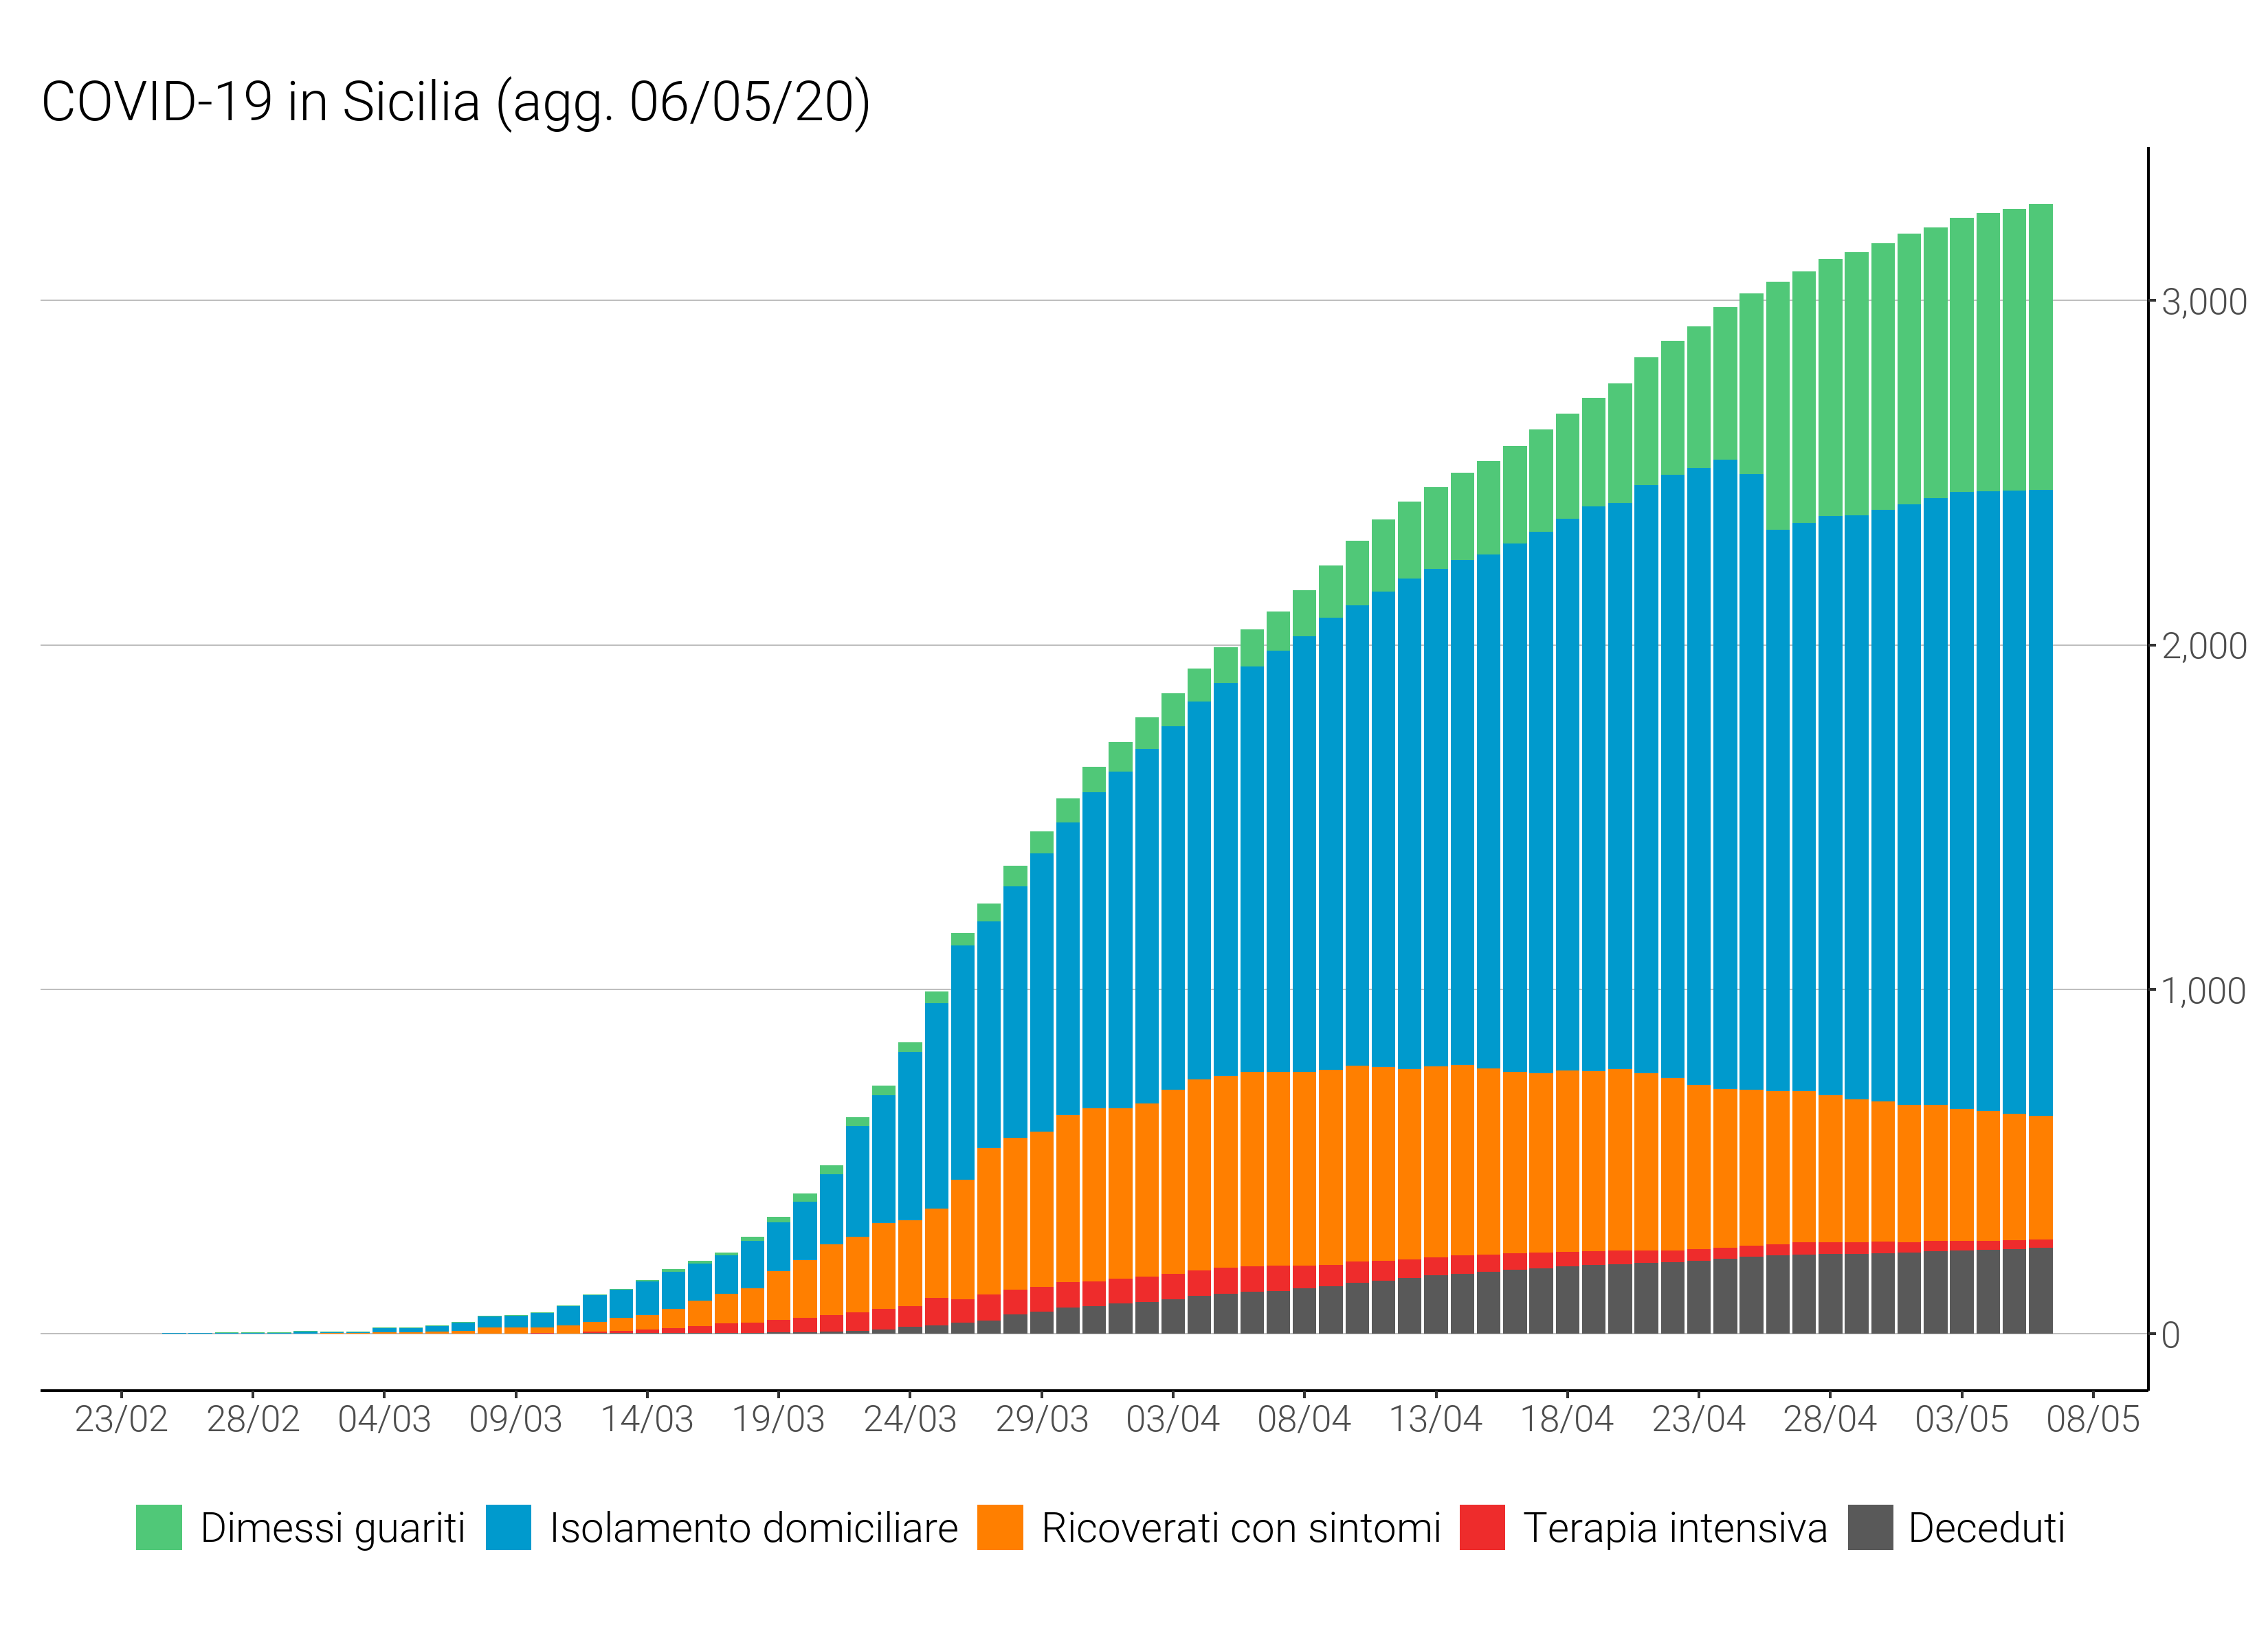 COVID-19 in Sicilia (agg. 06/05/20)
3,000
2,000
1,000
0
23/02 28/02 04/03 09/03 14/03 19/03 24/03 29/03 03/04 08/04 13/04 18/04 23/04 28/04 03/05 08/05
Dimessi guariti Isolamento domiciliare Ricoverati con sintomi Terapia intensiva Deceduti